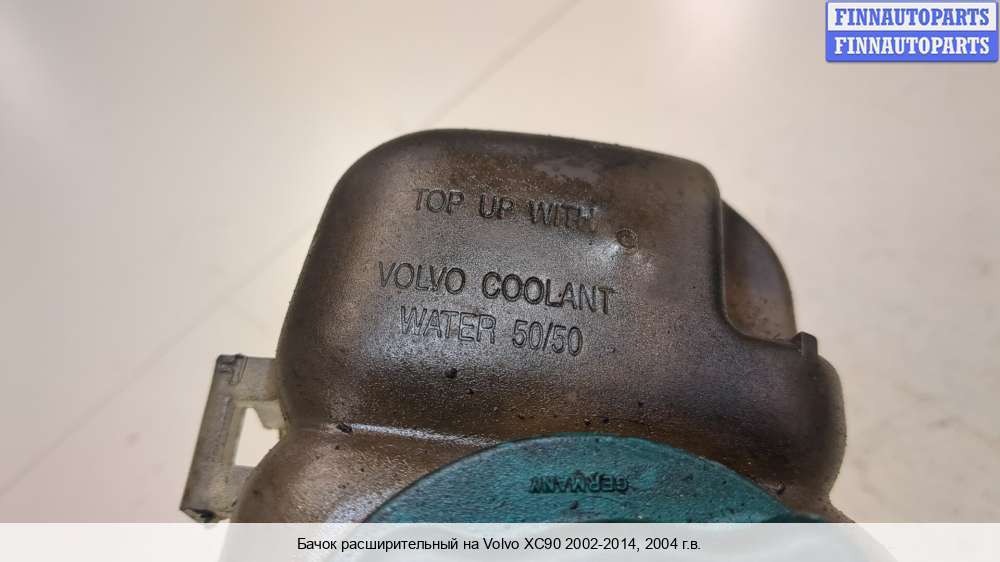 FINNAUTOPARTS
FINNAUTOPARTS
TOP UP WITH
VOLVO COOLANT
WATER 50/50
GERMANY
Бачок расширительный на Volvo XC90 2002-2014, 2004 г.в.